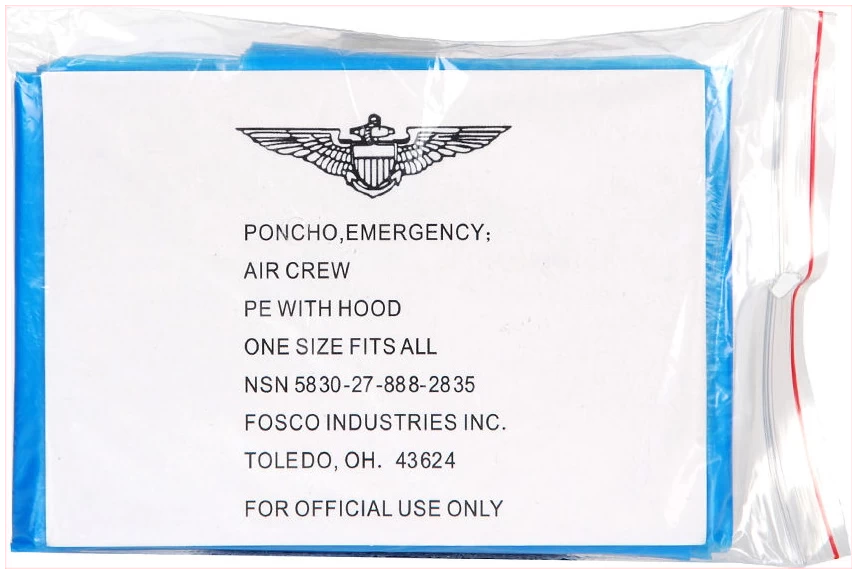 PONCHO,EMERGENCY;
AIR CREW
PE WITH HOOD
ONE SIZE FITS ALL
NSN 5830-27-888-2835
FOSCO INDUSTRIES INC.
TOLEDO, OH. 43624
FOR OFFICIAL USE ONLY